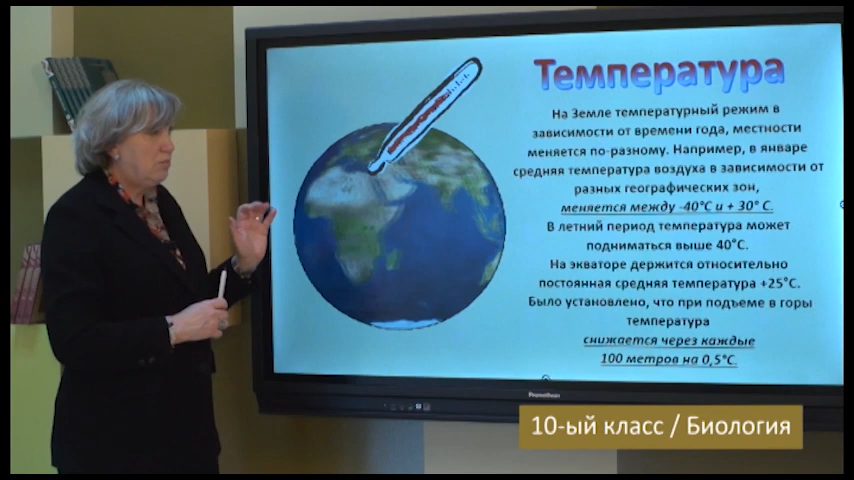 Температура
На Земле температурный режим в
зависимости от времени года, местности
меняется по-разному. Например, в январе
средняя температура воздуха в зависимости от
разных географических зон,
меняется между -40°С и + 30° С.
В летний период температура может
подниматься выше 40°С.
На экваторе держится относительно
постоянная средняя температура +25°С.
Было установлено, что при подъеме в горы
температура
снижается через каждые
100 метров на 0,5°С.
Promethean
10-ый класс / Биология